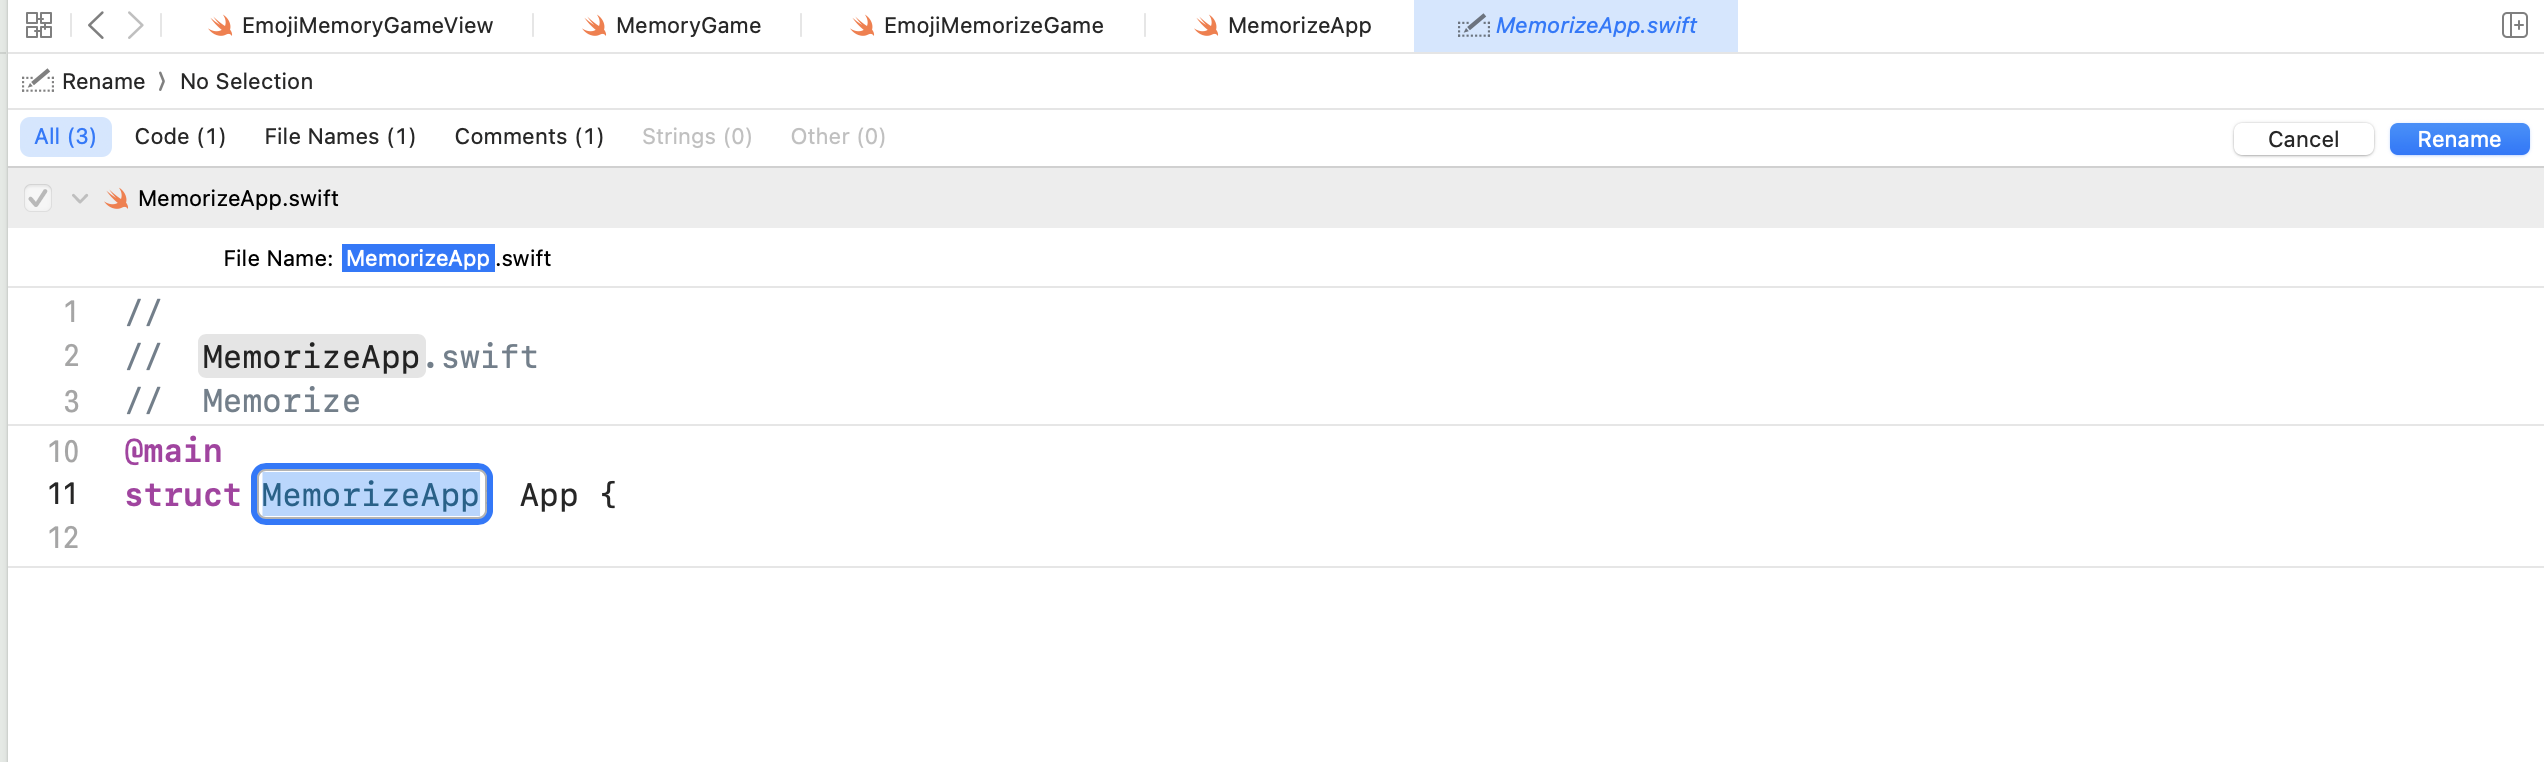 EmojiMemoryGameView MemoryGame EmojiMemorizeGame MemorizeApp MemorizeApp.swift
Rename 〉 No Selection
All (3) Code (1) File Names (1) Comments (1) Strings (0) Other (0) Cancel Rename
MemorizeApp.swift
File Name: MemorizeApp.swift
1 //
2 // MemorizeApp.swift
3 // Memorize
10 @main
11 struct MemorizeApp App {
12